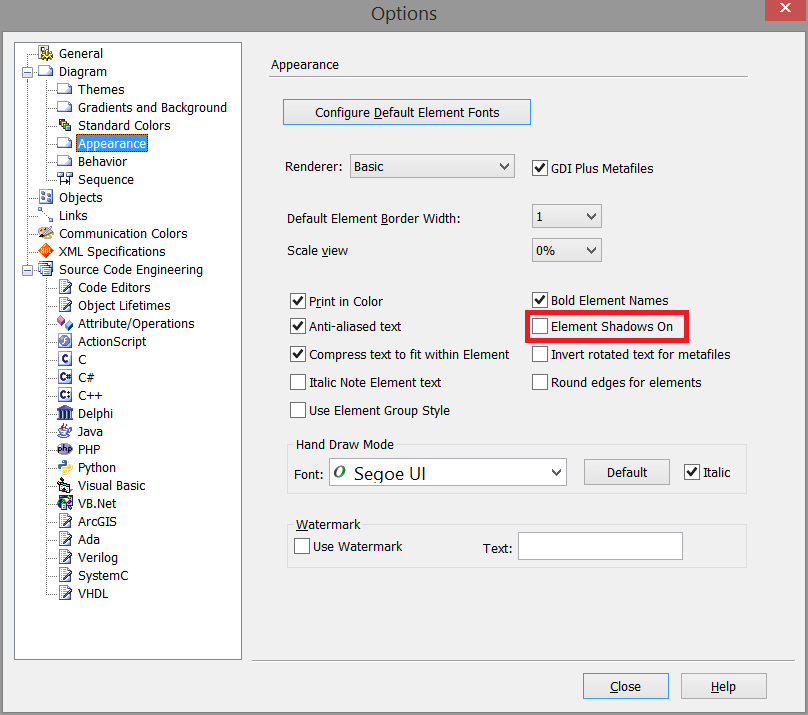 Options
General
Diagram
Themes
Gradients and Background
Standard Colors
Appearance
Behavior
Sequence
Objects
Links
Communication Colors
XML Specifications
Source Code Engineering
Code Editors
Object Lifetimes
Attribute/Operations
ActionScript
C
C#
C++
Delphi
Java
PHP
Python
Visual Basic
VB.Net
ArcGIS
Ada
Verilog
SystemC
VHDL
Appearance
Configure Default Element Fonts
Renderer: Basic GDI Plus Metafiles
Default Element Border Width: 1
Scale view 0%
Print in Color Bold Element Names
Anti-aliased text Element Shadows On
Compress text to fit within Element Invert rotated text for metafiles
Italic Note Element text Round edges for elements
Use Element Group Style
Hand Draw Mode
Font: O Segoe UI Default Italic
Watermark
Use Watermark Text:
Close Help